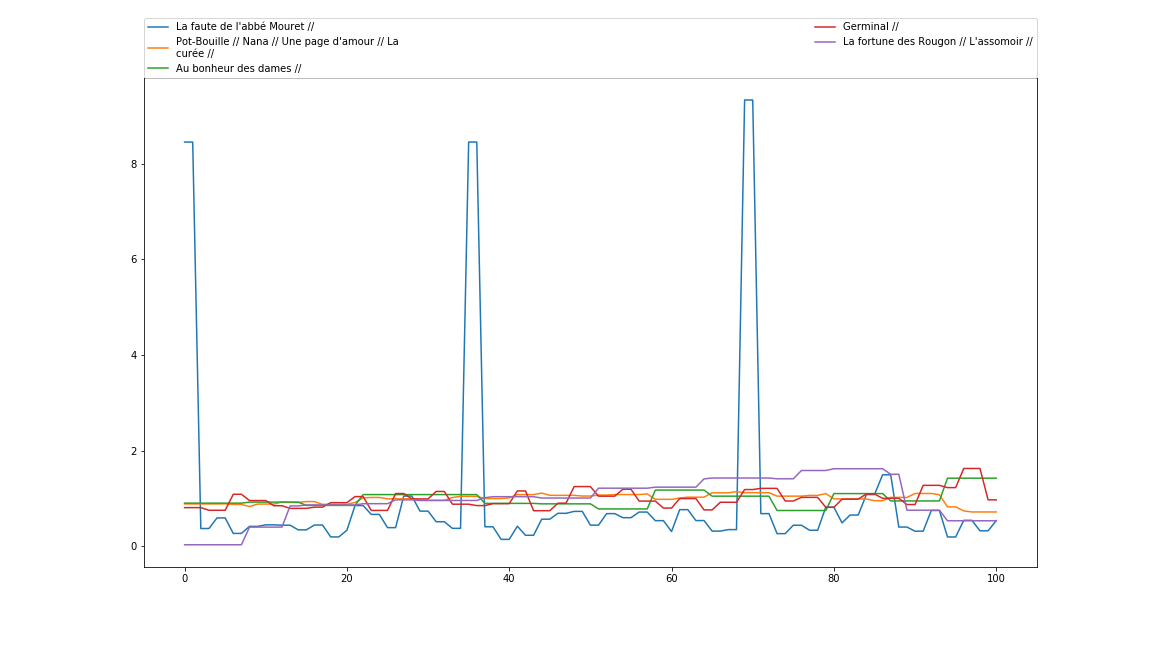 La faute de l'abbé Mouret //
Pot-Bouille // Nana // Une page d'amour // La
curée //
Au bonheur des dames //
Germinal //
La fortune des Rougon // L'assomoir //
8
6
4
2
0
0 20 40 60 80 100